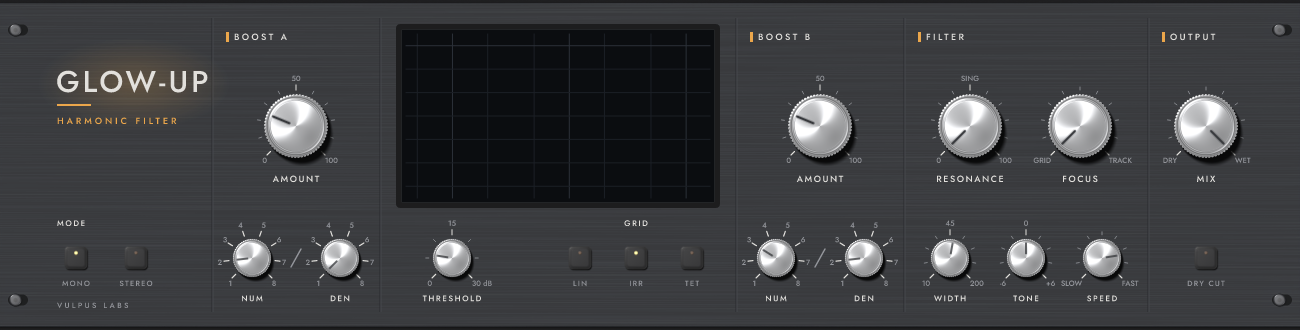 GLOW-UP
HARMONIC FILTER
MODE
MONO STEREO
VULPUS LABS
BOOST A
50
0 100
AMOUNT
1 2 3 4 5 6 7 8
NUM
/
1 2 3 4 5 6 7 8
DEN
15
0 30 dB
THRESHOLD
GRID
LIN IRR TET
BOOST B
50
0 100
AMOUNT
1 2 3 4 5 6 7 8
NUM
/
1 2 3 4 5 6 7 8
DEN
FILTER
SING
0 100
RESONANCE
GRID TRACK
FOCUS
45
10 200
WIDTH
0
-6 +6
TONE
SLOW FAST
SPEED
OUTPUT
DRY WET
MIX
DRY CUT